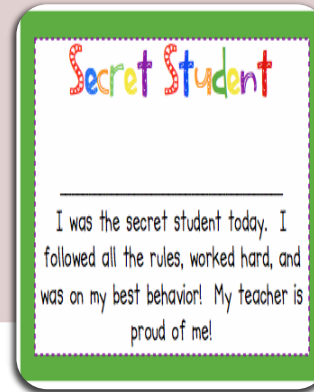 Secret Student
I was the secret student today. I
followed all the rules, worked hard, and
was on my best behavior! My teacher is
proud of me!